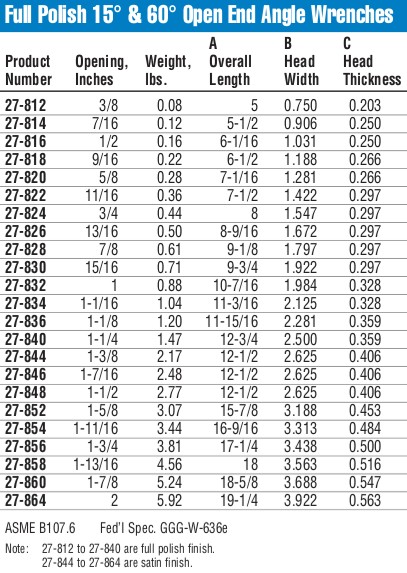 Full Polish 15° & 60° Open End Angle Wrenches
A B C
Product Opening, Weight, Overall Head Head
Number Inches lbs. Length Width Thickness
27-812 3/8 0.08 5 0.750 0.203
27-814 7/16 0.12 5-1/2 0.906 0.250
27-816 1/2 0.16 6-1/16 1.031 0.250
27-818 9/16 0.22 6-1/2 1.188 0.266
27-820 5/8 0.28 7-1/16 1.281 0.266
27-822 11/16 0.36 7-1/2 1.422 0.297
27-824 3/4 0.44 8 1.547 0.297
27-826 13/16 0.50 8-9/16 1.672 0.297
27-828 7/8 0.61 9-1/8 1.797 0.297
27-830 15/16 0.71 9-3/4 1.922 0.297
27-832 1 0.88 10-7/16 1.984 0.328
27-834 1-1/16 1.04 11-3/16 2.125 0.328
27-836 1-1/8 1.20 11-15/16 2.281 0.359
27-840 1-1/4 1.47 12-3/4 2.500 0.359
27-844 1-3/8 2.17 12-1/2 2.625 0.406
27-846 1-7/16 2.48 12-1/2 2.625 0.406
27-848 1-1/2 2.77 12-1/2 2.625 0.406
27-852 1-5/8 3.07 15-7/8 3.188 0.453
27-854 1-11/16 3.44 16-9/16 3.313 0.484
27-856 1-3/4 3.81 17-1/4 3.438 0.500
27-858 1-13/16 4.56 18 3.563 0.516
27-860 1-7/8 5.24 18-5/8 3.688 0.547
27-864 2 5.92 19-1/4 3.922 0.563
ASME B107.6 Fed'l Spec. GGG-W-636e
Note: 27-812 to 27-840 are full polish finish.
27-844 to 27-864 are satin finish.